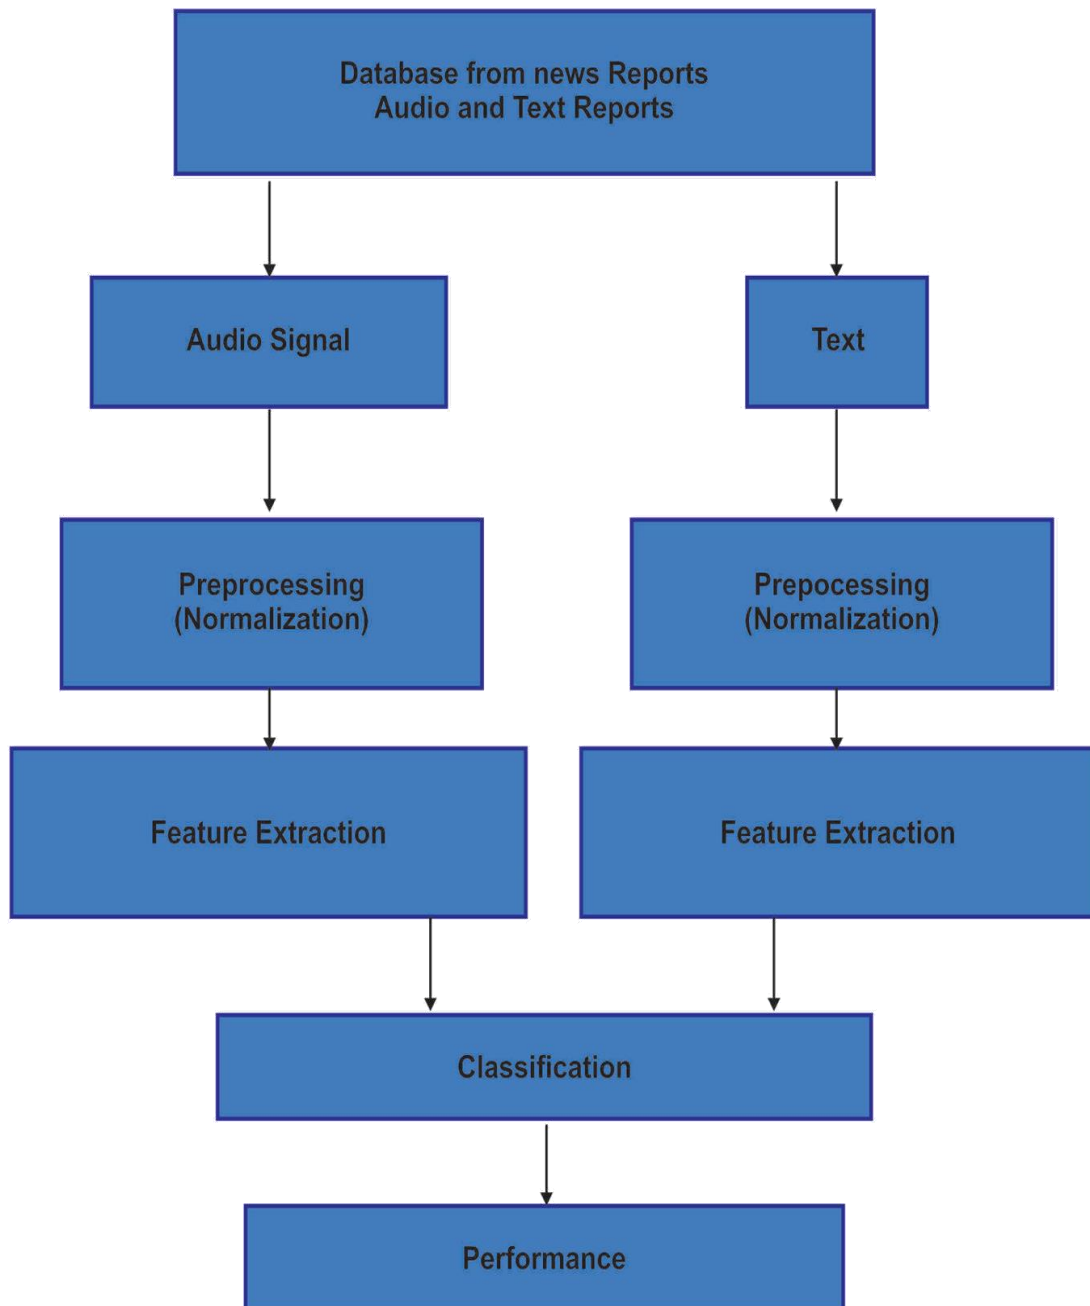 Database from news Reports
Audio and Text Reports
Audio Signal
Text
Preprocessing
(Normalization)
Prepocessing
(Normalization)
Feature Extraction
Feature Extraction
Classification
Performance